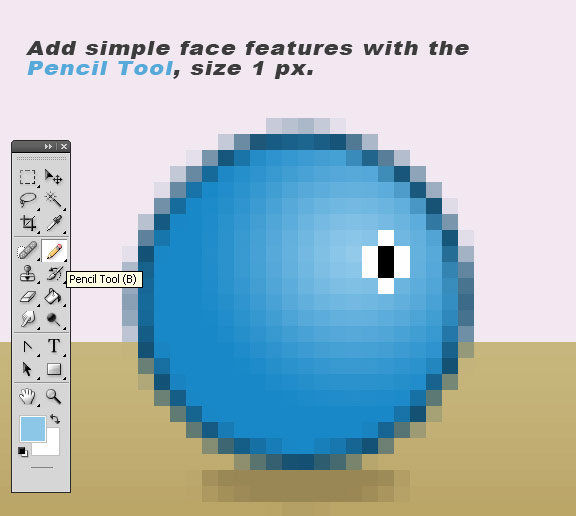 Add simple face features with the
Pencil Tool, size 1 px.
Pencil Tool (B)
T